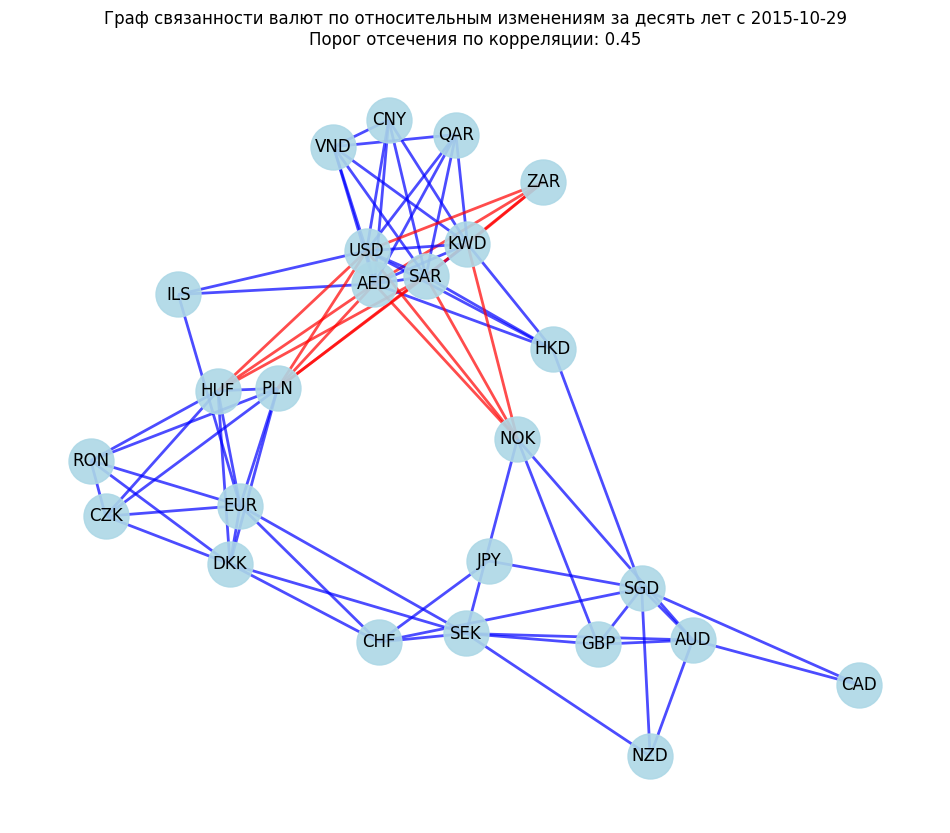 Граф связанности валют по относительным изменениям за десять лет с 2015-10-29
Порог отсечения по корреляции: 0.45
CNY
QAR
VND
ZAR
KWD
USD
SAR
AED
ILS
HKD
PLN
HUF
NOK
RON
EUR
CZK
JPY
DKK
SGD
SEK
AUD
CHF
GBP
CAD
NZD